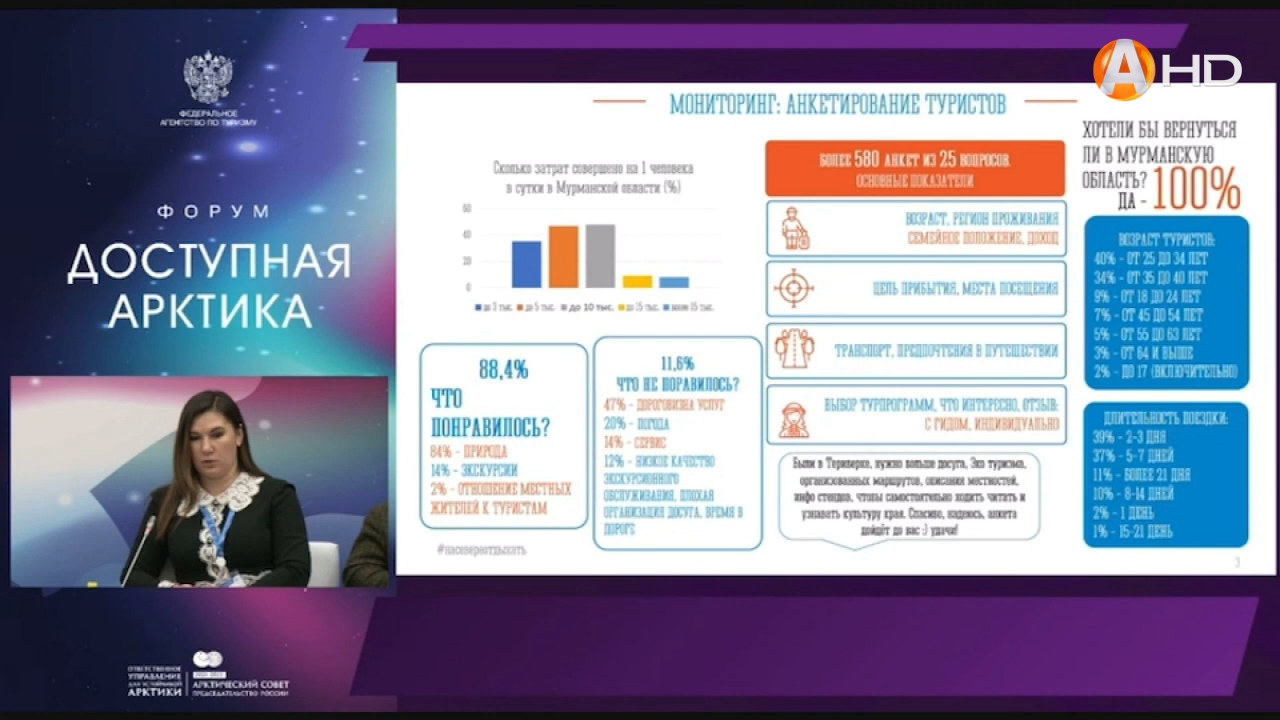 ФЕДЕРАЛЬНОЕ
АГЕНТСТВО ПО ТУРИЗМУ
ФОРУМ
ДОСТУПНАЯ
АРКТИКА
ОТВЕТСТВЕННОЕ
УПРАВЛЕНИЕ
ДЛЯ УСТОЙЧИВОЙ
АРКТИКИ
АРКТИЧЕСКИЙ СОВЕТ
ПРЕДСЕДАТЕЛЬСТВО РОССИИ
А HD
МОНИТОРИНГ: АНКЕТИРОВАНИЕ ТУРИСТОВ
Сколько затрат совершено на 1 человека
в сутки в Мурманской области (%)
60
40
20
0
до 3 тыс. до 5 тыс. до 10 тыс. до 15 тыс. выше 15 тыс.
88,4%
ЧТО
ПОНРАВИЛОСЬ?
84% - ПРИРОДА
14% - ЭКСКУРСИИ
2% - ОТНОШЕНИЕ МЕСТНЫХ
ЖИТЕЛЕЙ К ТУРИСТАМ
#насевереотдыхать
11,6%
ЧТО НЕ ПОРАВИЛОСЬ?
47% - ДОРОГОВИЗНА УСЛУГ
20% - ПОГОДА
14% - СЕРВИС
12% - НИЗКОЕ КАЧЕСТВО
ЭКСКУРСИОННОГО
ОБСЛУЖИВАНИЯ, ПЛОХАЯ
ОРГАНИЗАЦИЯ ДОСУГА, ВРЕМЯ В
ДОРОГЕ
БОЛЕЕ 580 АНКЕТ ИЗ 25 ВОПРОСОВ.
ОСНОВНЫЕ ПОКАЗАТЕЛИ
ВОЗРАСТ, РЕГИОН ПРОЖИВАНИЯ
СЕМЕЙНОЕ ПОЛОЖЕНИЕ, ДОХОД
ЦЕЛЬ ПРИБЫТИЯ, МЕСТА ПОСЕЩЕНИЯ
ТРАНСПОРТ, ПРЕДПОЧТЕНИЯ В ПУТЕШЕСТВИИ
ВЫБОР ТУРПРОГРАММ, ЧТО ИНТЕРЕСНО, ОТЗЫВ:
С ГИДОМ, ИНДИВИДУАЛЬНО
Были в Териберке, нужно больше досуга, Эко туризма,
организованных маршрутов, описания местностей,
инфо стендов, чтобы самостоятельно ходить читать и
узнавать культуру края. Спасибо, надеюсь, анкета
дойдёт до вас :) удачи!
ХОТЕЛИ БЫ ВЕРНУТЬСЯ
ЛИ В МУРМАНСКУЮ
ОБЛАСТЬ?
ДА - 100%
ВОЗРАСТ ТУРИСТОВ:
40% - ОТ 25 ДО 34 ЛЕТ
34% - ОТ 35 ДО 40 ЛЕТ
9% - ОТ 18 ДО 24 ЛЕТ
7% - ОТ 45 ДО 54 ЛЕТ
5% - ОТ 55 ДО 63 ЛЕТ
3% - ОТ 64 И ВЫШЕ
2% - ДО 17 (ВКЛЮЧИТЕЛЬНО)
ДЛИТЕЛЬНОСТЬ ПОЕЗДКИ:
39% - 2-3 ДНЯ
37% - 5-7 ДНЕЙ
11% - БОЛЕЕ 21 ДНЯ
10% - 8-14 ДНЕЙ
2% - 1 ДЕНЬ
1% - 15-21 ДЕНЬ
3